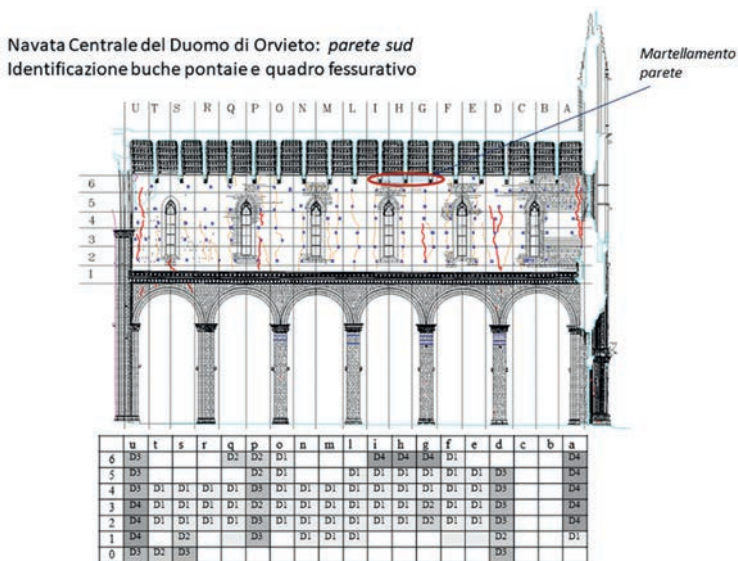 Navata Centrale del Duomo di Orvieto: parete sud
Identificazione buche pontaie e quadro fessurativo
Martellamento
parete
U T S R Q P O N M L I H G F E D C B A
6
5
4
3
2
1
u t s r q p o n m l i h g f e d c b a
6 D3 D2 D2 D1 D4 D4 D4 D1 D4
5 D3 D2 D1 D1 D1 D1 D1 D1 D1 D3 D4
4 D3 D1 D1 D1 D1 D3 D1 D1 D1 D1 D1 D1 D1 D1 D1 D3 D4
3 D4 D1 D1 D1 D1 D2 D1 D1 D1 D1 D1 D1 D2 D1 D1 D3 D4
2 D4 D1 D1 D1 D1 D3 D1 D1 D1 D1 D1 D1 D2 D1 D1 D3 D4
1 D4 D2 D3 D1 D1 D1 D2 D1
0 D3 D2 D3 D3